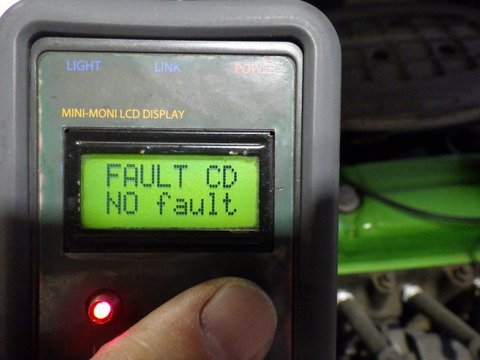 LIGHT LINK POWER
MINI-MONI LCD DISPLAY
FAULT CD
NO fault